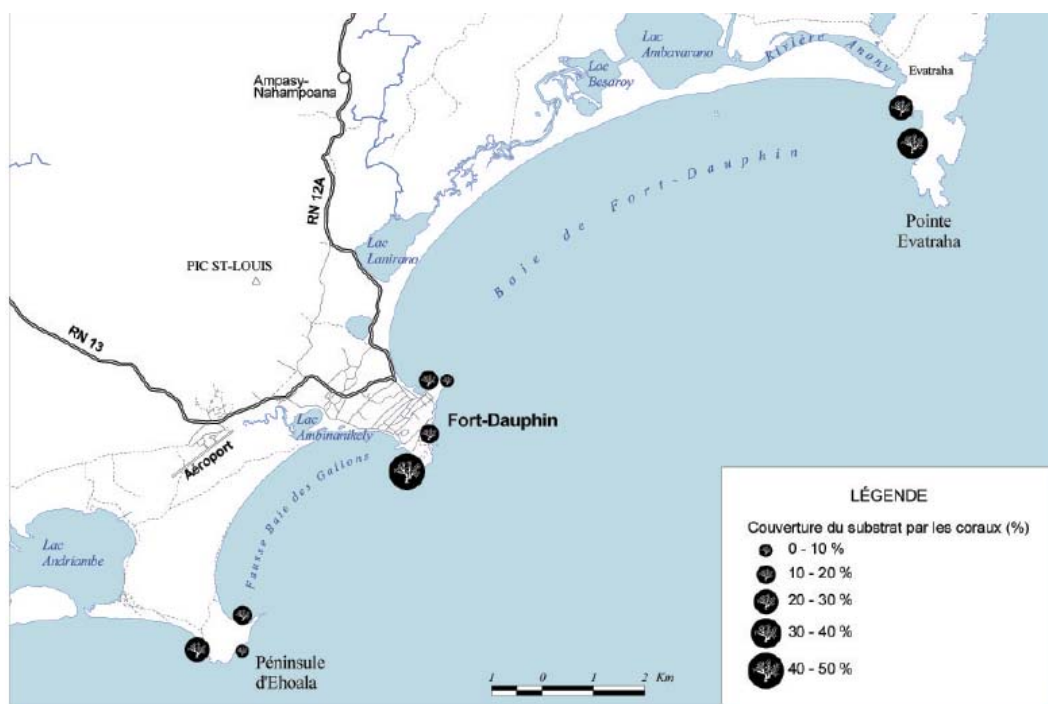 Lac
Ambavarano
Rivière Anony
Lac
Besaroy
Evatraha
Ampasy-
Nahampoana
RN 12A
Baie de Fort-Dauphin
Pointe
Evatraha
Lac
Lanirano
PIC ST-LOUIS
RN 13
Fort-Dauphin
Lac
Ambinanikely
Aéroport
Fausse Baie des Gallons
Lac
Andriambe
Péninsule
d'Ehoala
1 0 1 2 Km
LÉGENDE
Couverture du substrat par les coraux (%)
0 - 10 %
10 - 20 %
20 - 30 %
30 - 40 %
40 - 50 %